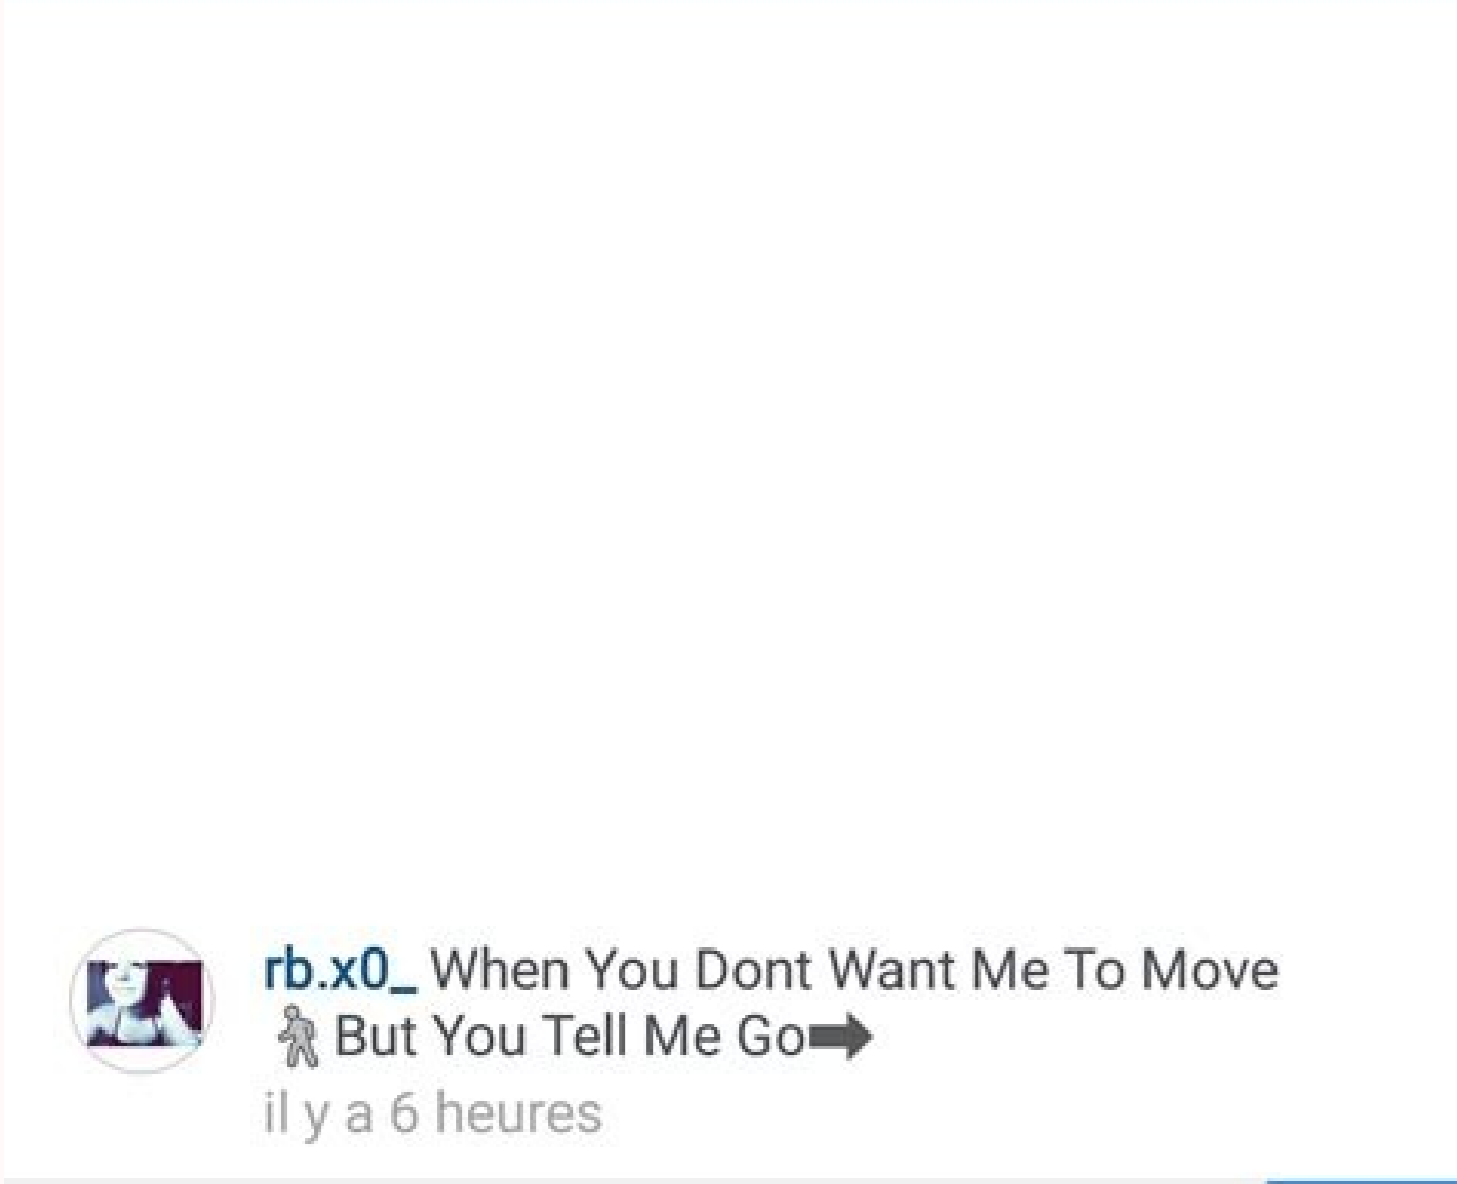 rb.x0_ When You Dont Want Me To Move
🚶But You Tell Me Go➡
il y a 6 heures